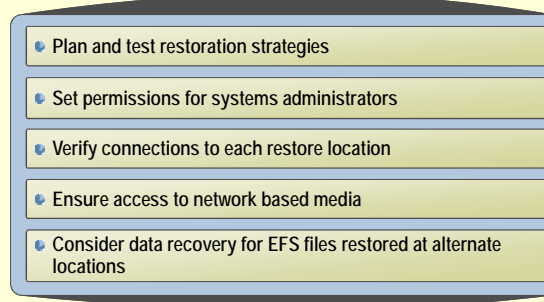 Plan and test restoration strategies
Set permissions for systems administrators
Verify connections to each restore location
Ensure access to network based media
Consider data recovery for EFS files restored at alternate
locations